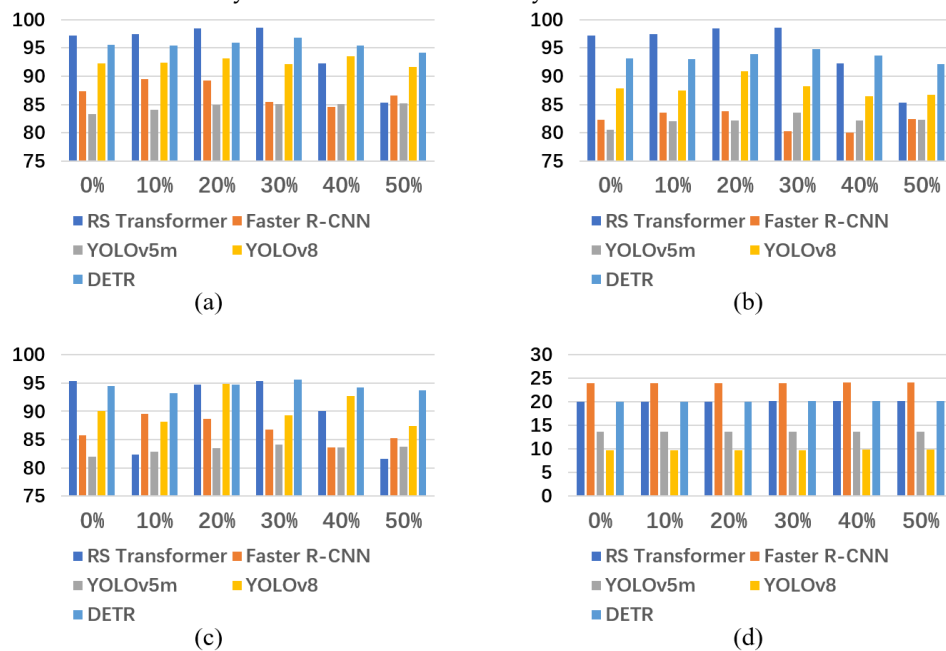 100 100
95 95
90 90
85 85
80 80
75 75
0% 10% 20% 30% 40% 50% 0% 10% 20% 30% 40% 50%
RS Transformer Faster R-CNN RS Transformer Faster R-CNN
YOLOv5m YOLOv8 YOLOv5m YOLOv8
DETR DETR
(a) (b)
100 30
95 25
90 20
85 15
80 10
75 5
0
0% 10% 20% 30% 40% 50% 0% 10% 20% 30% 40% 50%
RS Transformer Faster R-CNN RS Transformer Faster R-CNN
YOLOv5m YOLOv8 YOLOv5m YOLOv8
DETR DETR
(c) (d)